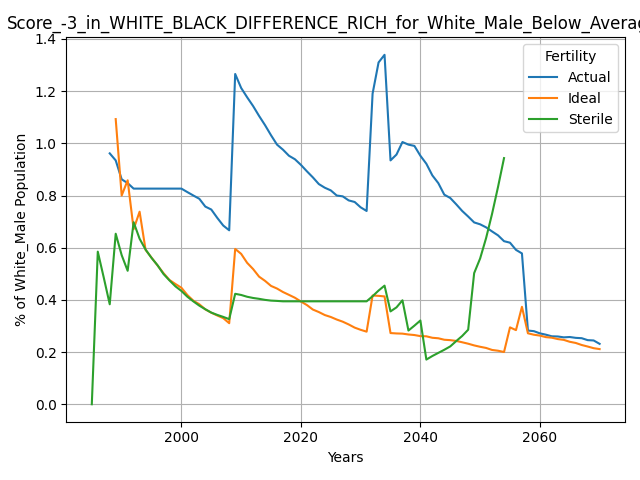 Score_-3_in_WHITE_BLACK_DIFFERENCE_RICH_for_White_Male_Below_Averag
Fertility
Actual
Ideal
Sterile
% of White_Male Population
1.4
1.2
1.0
0.8
0.6
0.4
0.2
0.0
2000 2020 2040 2060
Years